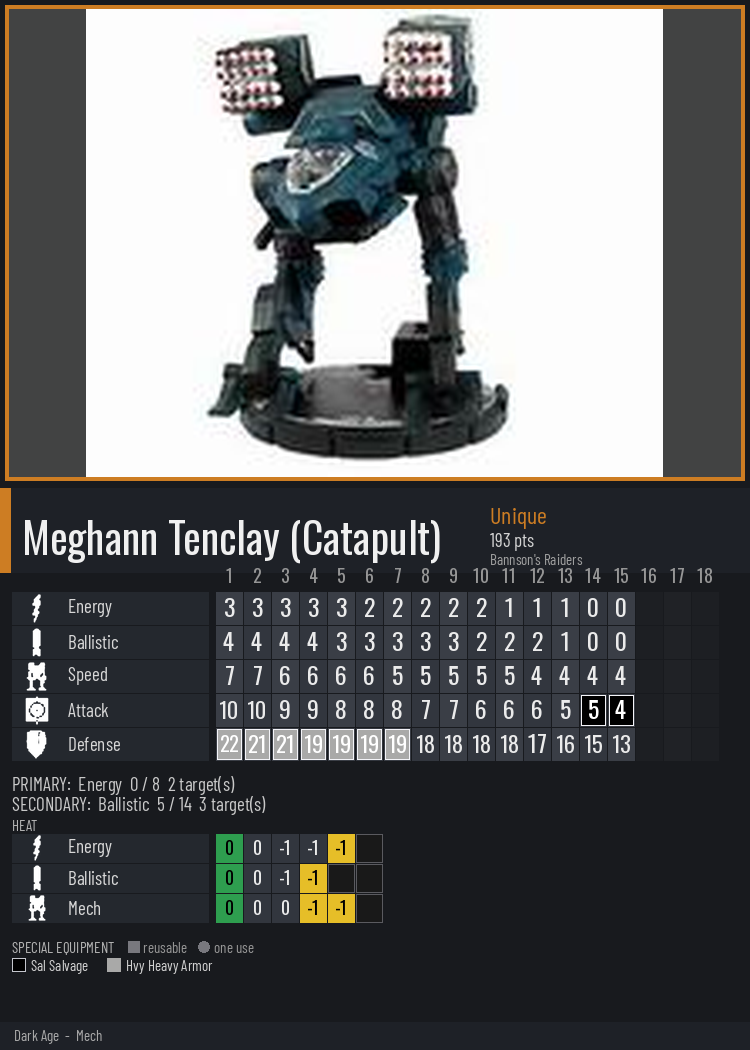 Meghann Tenclay (Catapult)
Unique
193 pts
Bannson's Raiders
1 2 3 4 5 6 7 8 9 10 11 12 13 14 15 16 17 18
Energy 3 3 3 3 3 2 2 2 2 2 1 1 1 0 0
Ballistic 4 4 4 4 3 3 3 3 3 2 2 2 1 0 0
Speed 7 7 6 6 6 6 5 5 5 5 5 4 4 4 4
Attack 10 10 9 9 8 8 8 7 7 6 6 6 5 5 4
Defense 22 21 21 19 19 19 19 18 18 18 18 17 16 15 13
PRIMARY: Energy 0 / 8 2 target(s)
SECONDARY: Ballistic 5 / 14 3 target(s)
HEAT
Energy 0 0 -1 -1 -1
Ballistic 0 0 -1 -1
Mech 0 0 0 -1 -1
SPECIAL EQUIPMENT reusable one use
Sal Salvage Hvy Heavy Armor
Dark Age - Mech